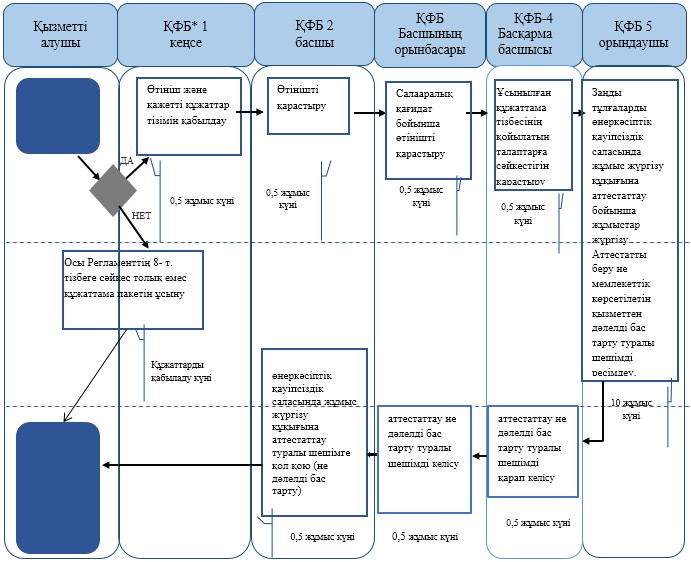 Қызметті
алушы
ҚФБ* 1
кеңсе
ҚФБ 2
басшы
ҚФБ
Басшының
орынбасары
ҚФБ-4
Басқарма
басшысы
ҚФБ 5
орындаушы
Өтініш және
қажетті құжаттар
тізімін қабылдау
Өтінішті
қарастыру
Салааралық
қағидат
бойынша
өтінішті
қарастыру
Ұсынылған
құжаттама
тізбесінің
қойылатын
талаптарға
сәйкестігін
қарастыру
Заңды
тұлғаларды
өнеркәсіптік
қауіпсіздік
саласында
жұмыс жүргізу
құқығына
аттестаттау
бойынша
жұмыстар
жүргізу.
Аттестатты
беру не
мемлекеттік
көрсетілетін
қызметтен
дәлелді бас
тарту туралы
шешімді
ресімдеу.
ДА
НЕТ
0,5 жұмыс күні
0,5 жұмыс
күні
0,5 жұмыс
күні
0,5 жұмыс
күні
Осы Регламенттің 8- т.
тізбеге сәйкес толық емес
құжаттама пакетін ұсыну
Құжаттарды
қабыладу күні
10 жұмыс
күні
өнеркәсіптік
қауіпсіздік
саласында жұмыс
жүргізу
құқығына
аттестаттау
туралы шешімге
қол қою (не
дәлелді бас
тарту)
аттестаттау не
дәлелді бас
тарту туралы
шешімді келісу
аттестаттау не
дәлелді бас
тарту туралы
шешімді
қарап келісу
0,5 жұмыс күні
0,5 жұмыс күні
0,5 жұмыс күні